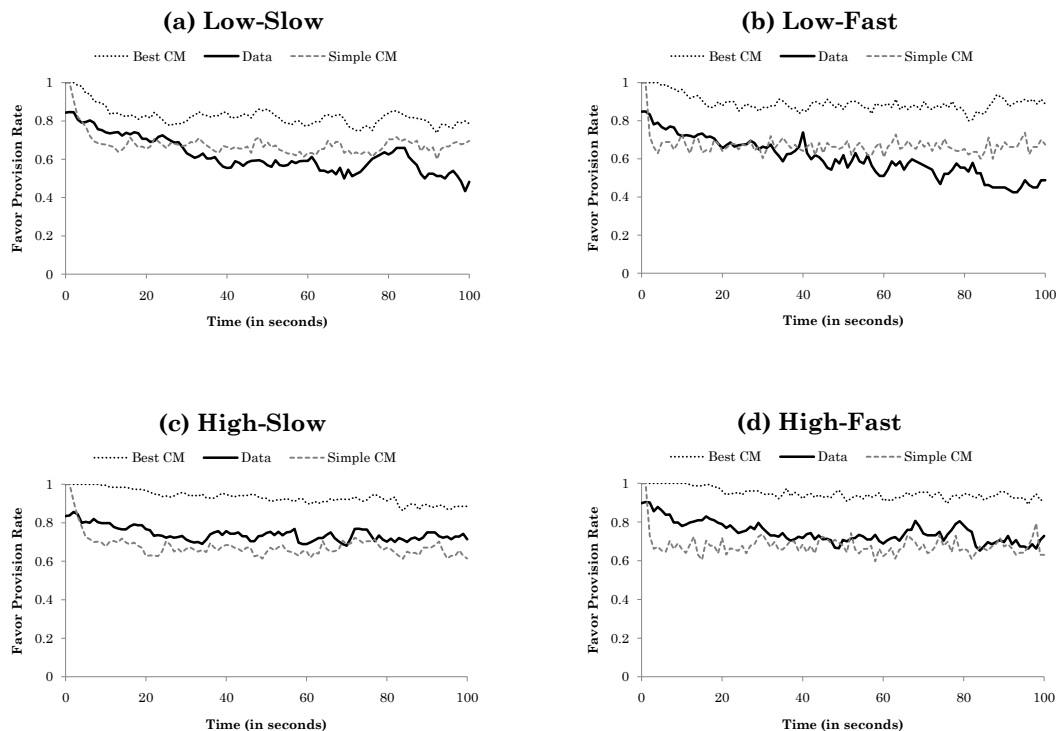 (a) Low-Slow
Best CM Data Simple CM
Favor Provision Rate
1
0.8
0.6
0.4
0.2
0
0 20 40 60 80 100
Time (in seconds)
(b) Low-Fast
Best CM Data Simple CM
Favor Provision Rate
1
0.8
0.6
0.4
0.2
0
0 20 40 60 80 100
Time (in seconds)
(c) High-Slow
Best CM Data Simple CM
Favor Provision Rate
1
0.8
0.6
0.4
0.2
0
0 20 40 60 80 100
Time (in seconds)
(d) High-Fast
Best CM Data Simple CM
Favor Provision Rate
1
0.8
0.6
0.4
0.2
0
0 20 40 60 80 100
Time (in seconds)